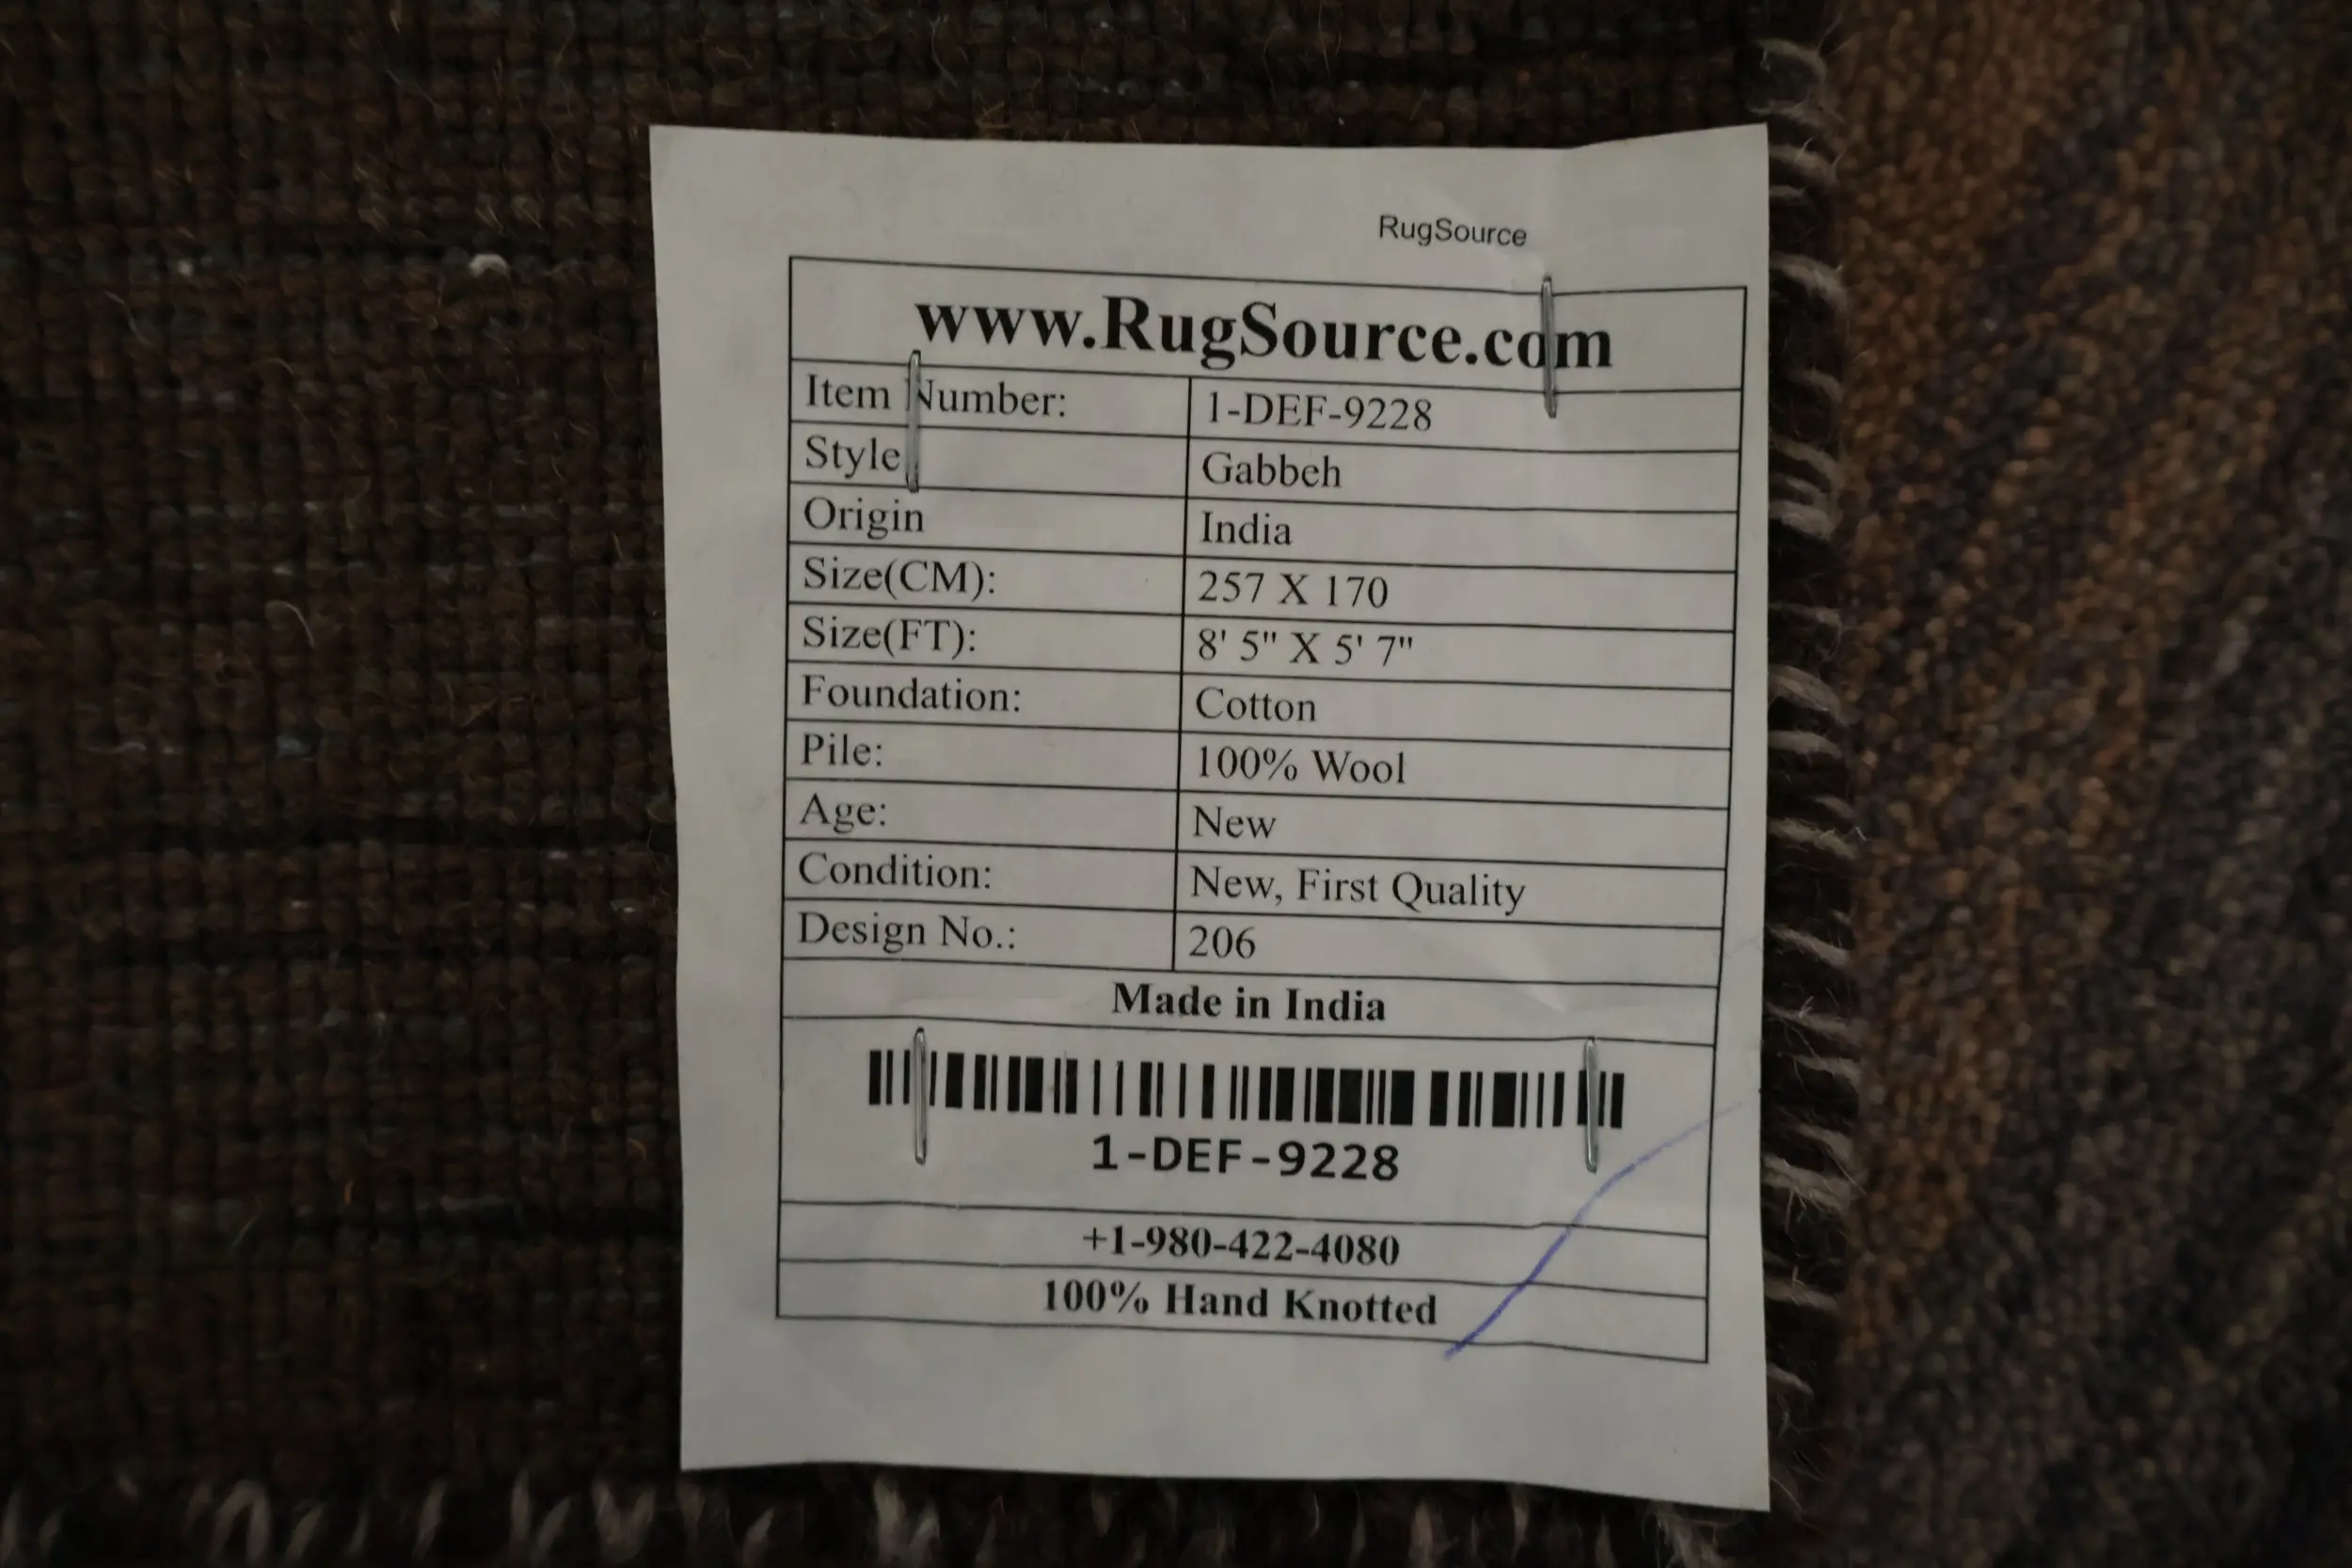 RugSource
www.RugSource.com
Item Number: 1-DEF-9228
Style Gabbeh
Origin India
Size(CM): 257 X 170
Size(FT): 8' 5" X 5' 7"
Foundation: Cotton
Pile: 100% Wool
Age: New
Condition: New, First Quality
Design No.: 206
Made in India
1-DEF-9228
+1-980-422-4080
100% Hand Knotted